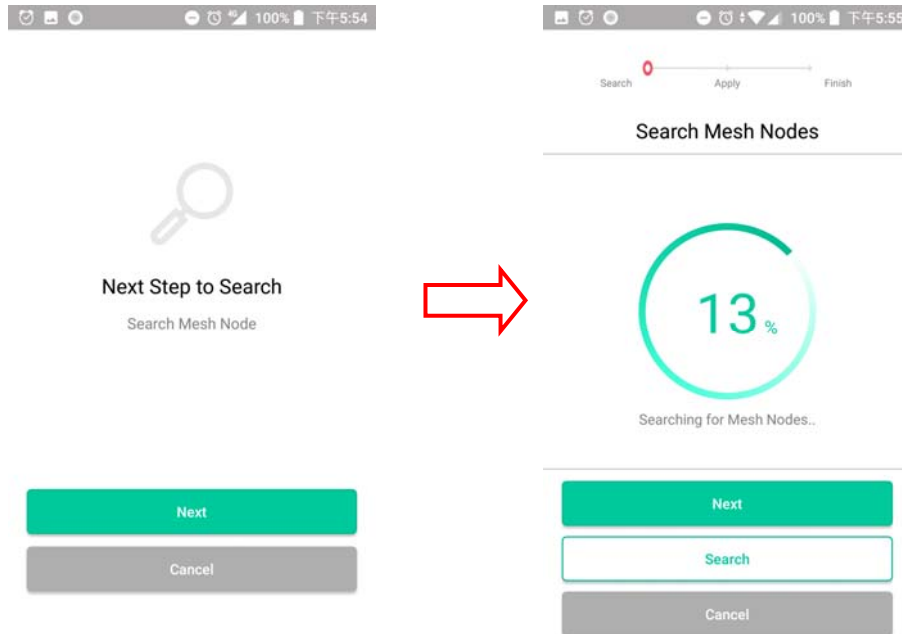 4G 100% 下午5:54
Next Step to Search
Search Mesh Node
Next
Cancel
100% 下午5:55
Search Apply Finish
Search Mesh Nodes
13 %
Searching for Mesh Nodes..
Next
Search
Cancel